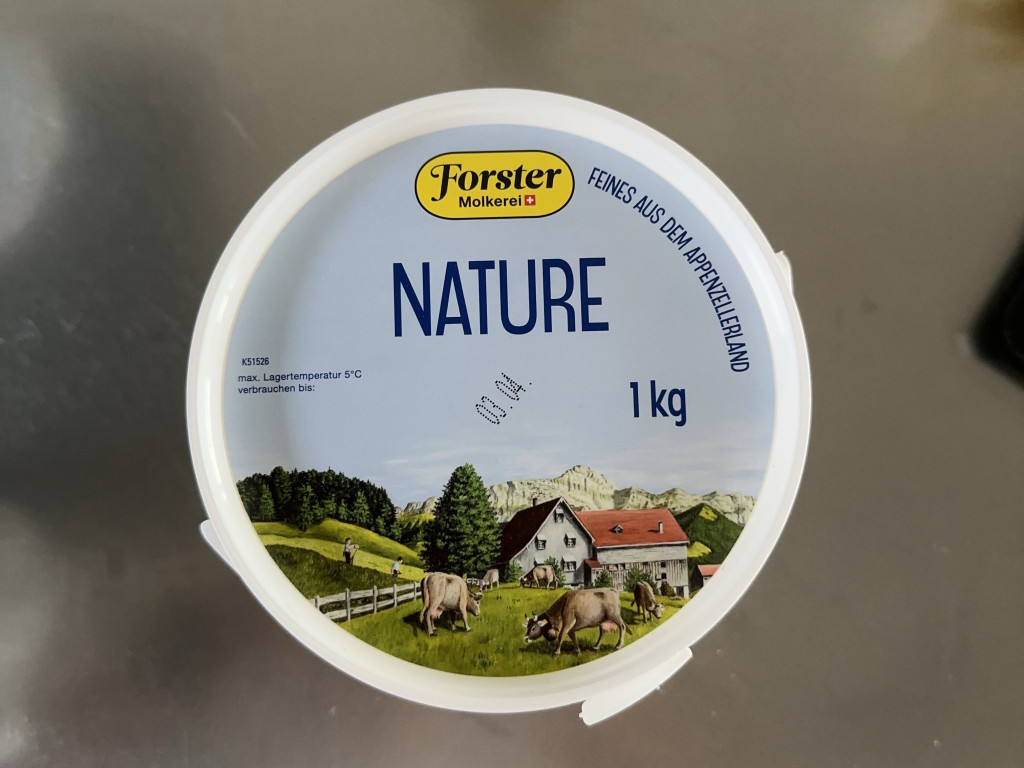 Forster
Molkerei
FEINES AUS DEM APPENZELLERLAND
NATURE
K51526
max. Lagertemperatur 5°C
verbrauchen bis:
03.04.
1 kg